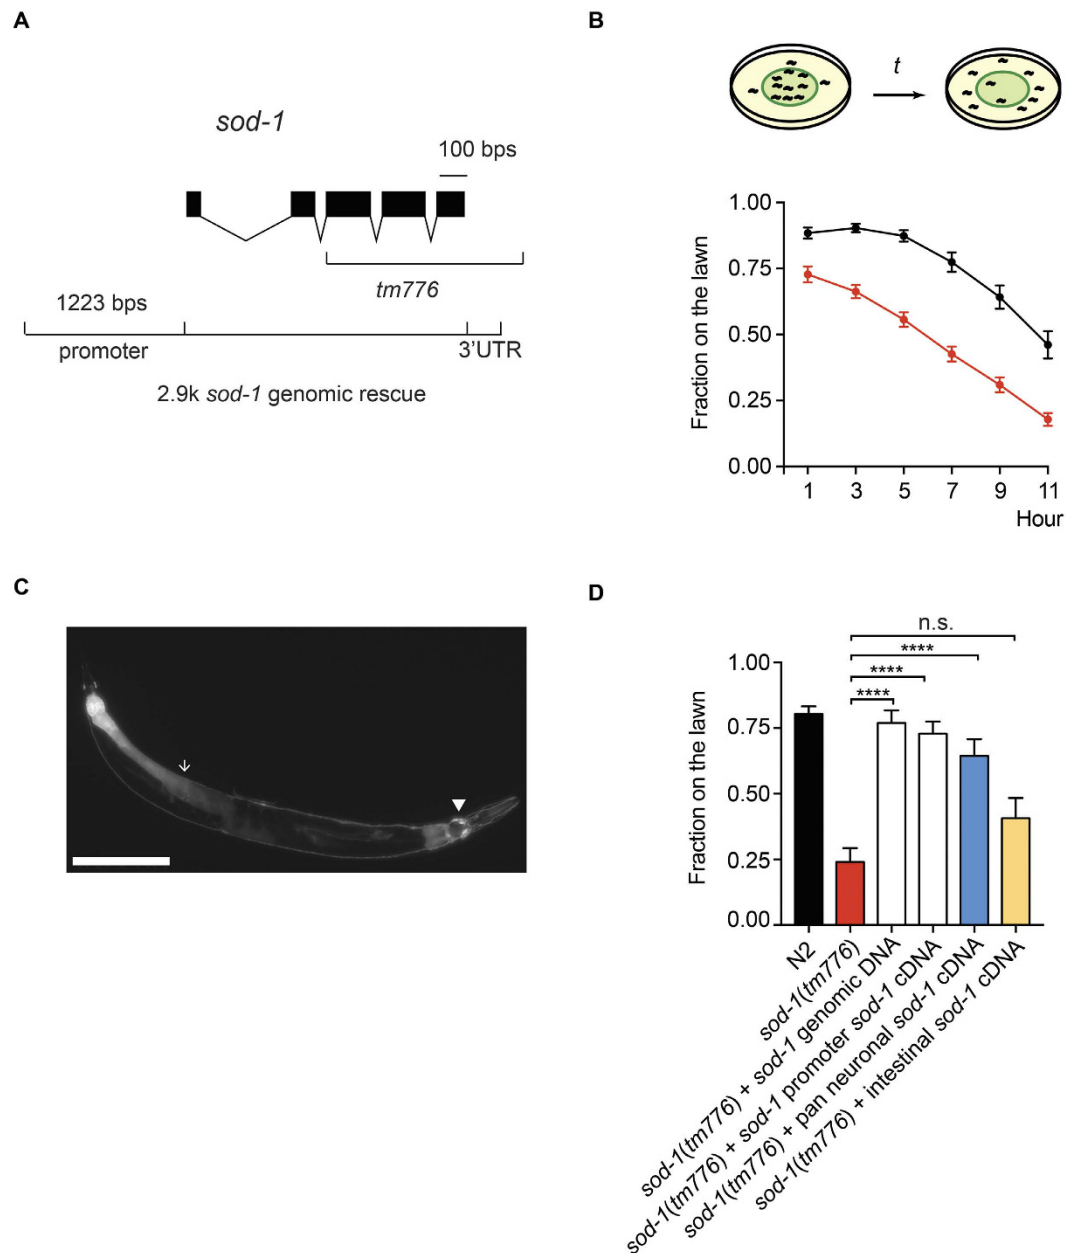 A
sod-1
100 bps
tm776
1223 bps
promoter
3’UTR
2.9k sod-1 genomic rescue
B
t
Fraction on the lawn
1.00
0.75
0.50
0.25
0.00
1 3 5 7 9 11
Hour
C
D
n.s.
****
****
****
Fraction on the lawn
1.00
0.75
0.50
0.25
0.00
N2
sod-1(tm776)
sod-1(tm776) + sod-1 genomic DNA
sod-1(tm776) + sod-1 promoter sod-1 cDNA
sod-1(tm776) + pan neuronal sod-1 cDNA
sod-1(tm776) + intestinal sod-1 cDNA